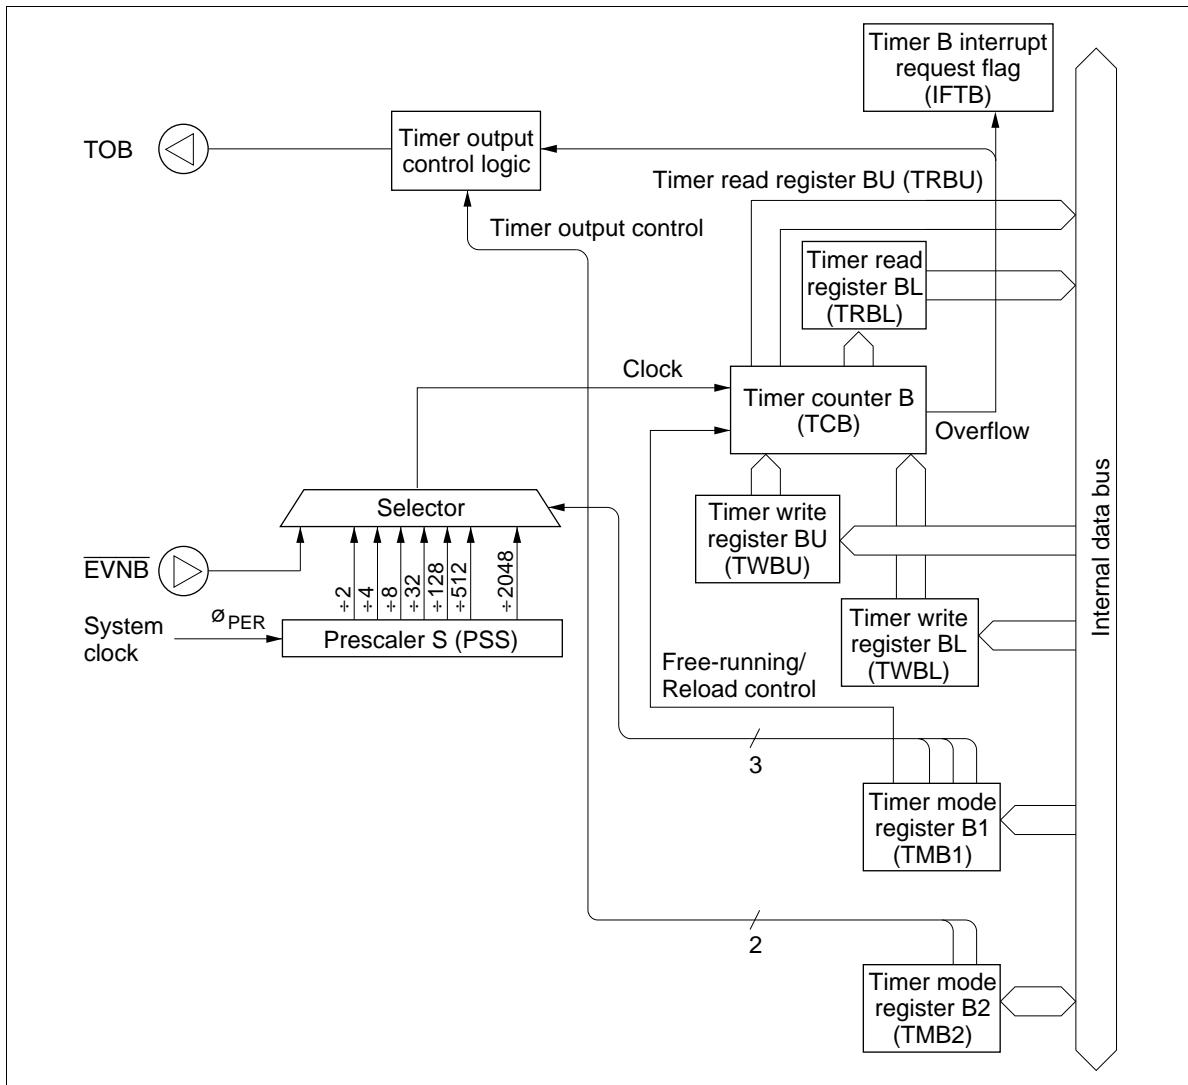 Timer B interrupt
request flag
(IFTB)
TOB
Timer output
control logic
Timer read register BU (TRBU)
Timer output control
Timer read
register BL
(TRBL)
Clock
Timer counter B
(TCB)
Overflow
Selector
EVNB
÷2
÷4
÷8
÷32
÷128
÷512
÷2048
Timer write
register BU
(TWBU)
System
clock
øPER
Prescaler S (PSS)
Timer write
register BL
(TWBL)
Internal data bus
Free-running/
Reload control
3
Timer mode
register B1
(TMB1)
2
Timer mode
register B2
(TMB2)